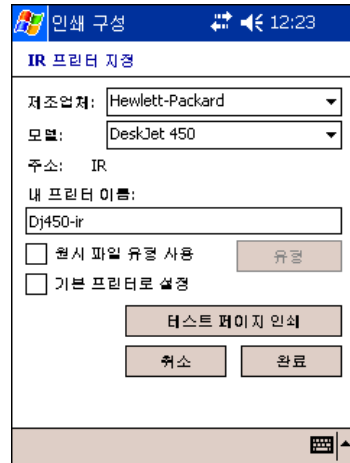 인쇄 구성 12:23
IR 프린터 지정
제조업체: Hewlett-Packard
모델: DeskJet 450
주소: IR
내 프린터 이름:
Dj450-ir
원시 파일 유형 사용 유형
기본 프린터로 설정
테스트 페이지 인쇄
취소 완료